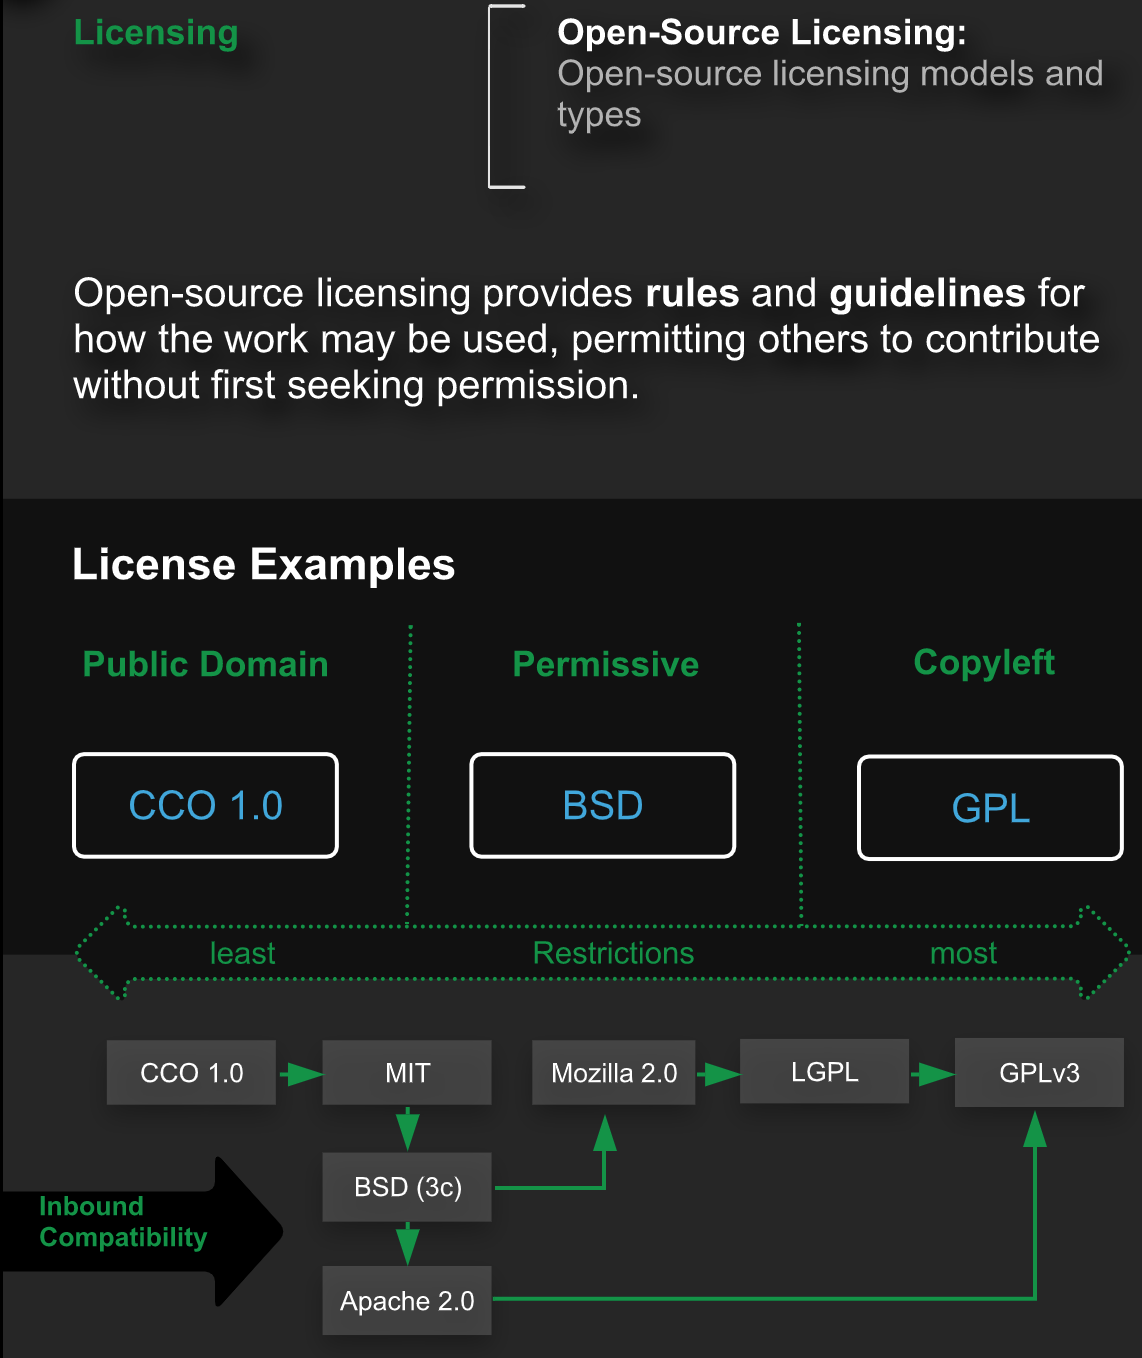 Licensing
Open-Source Licensing:
Open-source licensing models and
types
Open-source licensing provides rules and guidelines for
how the work may be used, permitting others to contribute
without first seeking permission.
License Examples
Public Domain
Permissive
Copyleft
CCO 1.0
BSD
GPL
least
Restrictions
most
CCO 1.0
MIT
Mozilla 2.0
LGPL
GPLv3
BSD (3c)
Inbound
Compatibility
Apache 2.0